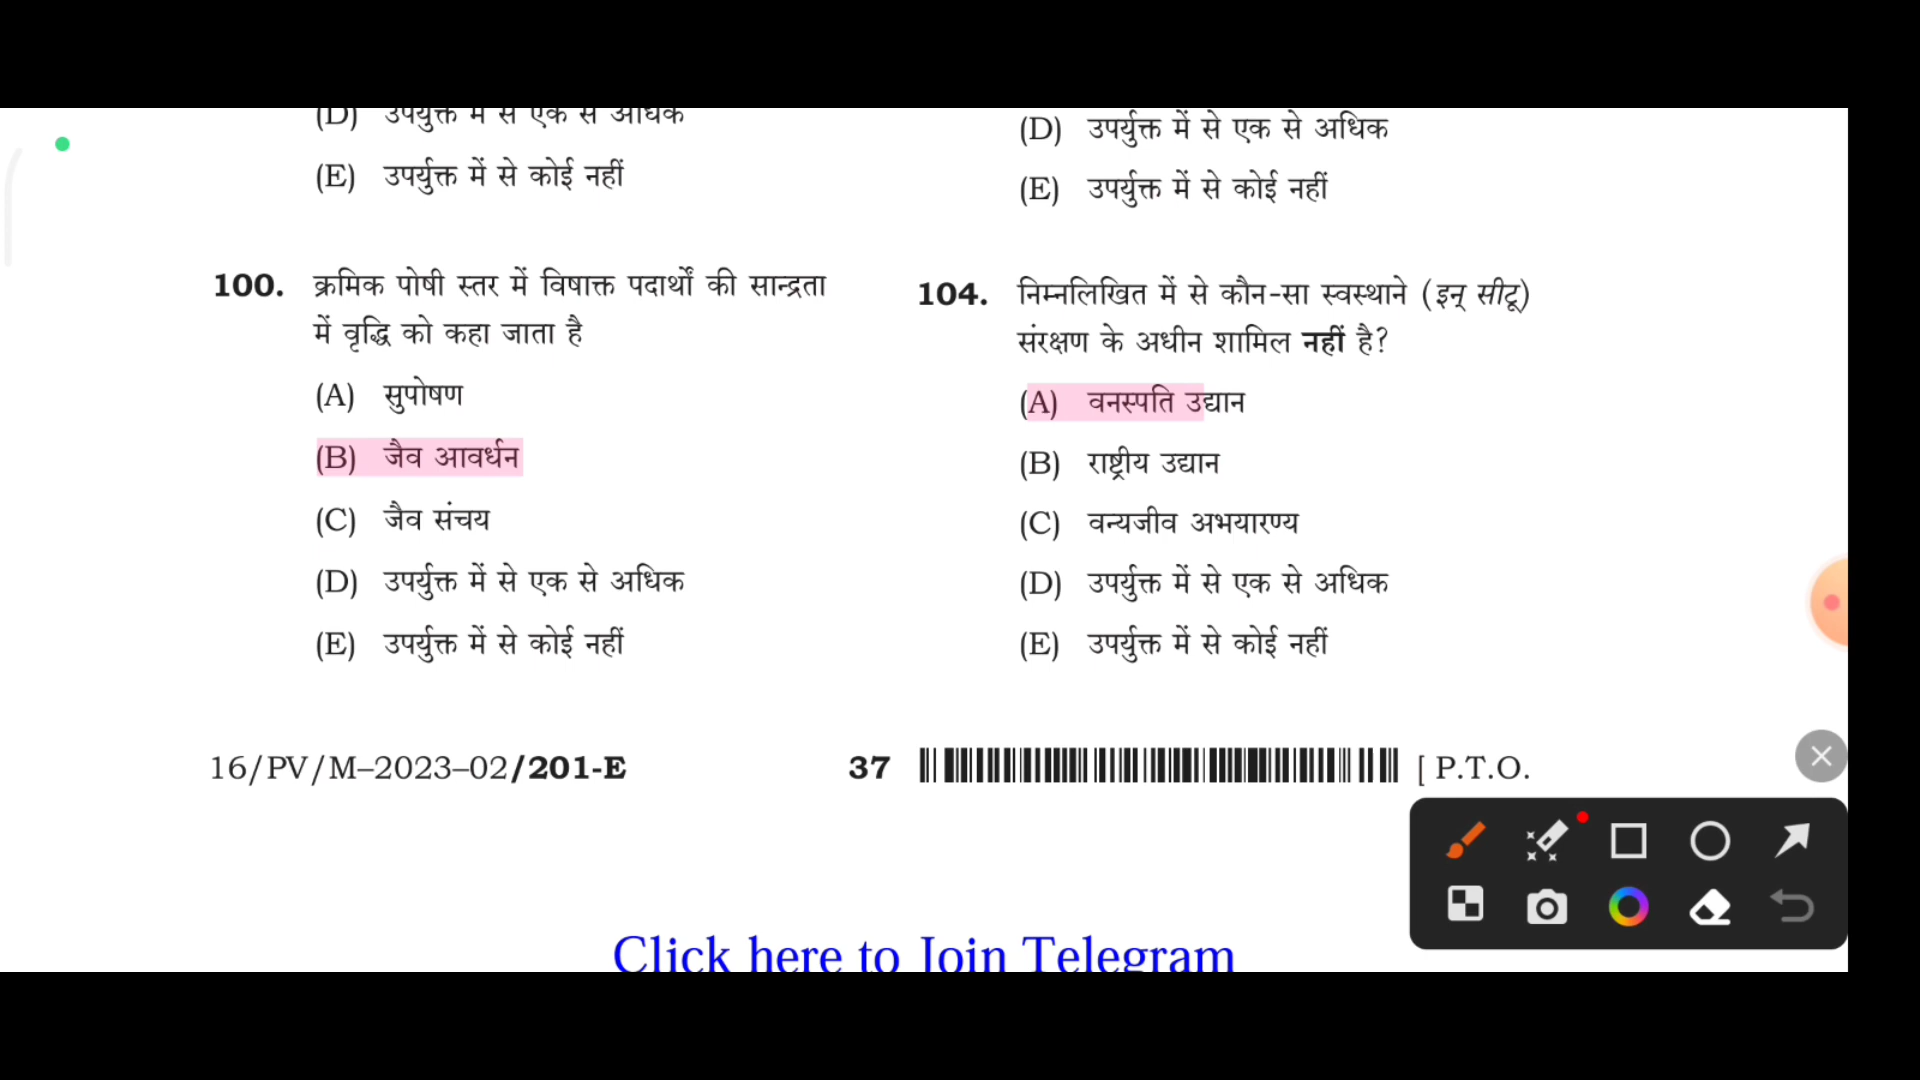 (D) उपर्युक्त में से एक से अधिक
(E) उपर्युक्त में से कोई नहीं
100. क्रमिक पोषी स्तर में विषाक्त पदार्थों की सान्द्रता
में वृद्धि को कहा जाता है
(A) सुपोषण
(B) जैव आवर्धन
(C) जैव संचय
(D) उपर्युक्त में से एक से अधिक
(E) उपर्युक्त में से कोई नहीं
(D) उपर्युक्त में से एक से अधिक
(E) उपर्युक्त में से कोई नहीं
104. निम्नलिखित में से कौन-सा स्वस्थाने (इन् सीटू)
संरक्षण के अधीन शामिल नहीं है?
(A) वनस्पति उद्यान
(B) राष्ट्रीय उद्यान
(C) वन्यजीव अभयारण्य
(D) उपर्युक्त में से एक से अधिक
(E) उपर्युक्त में से कोई नहीं
16/PV/M–2023–02/201-E
37
[ P.T.O.
Click here to Join Telegram